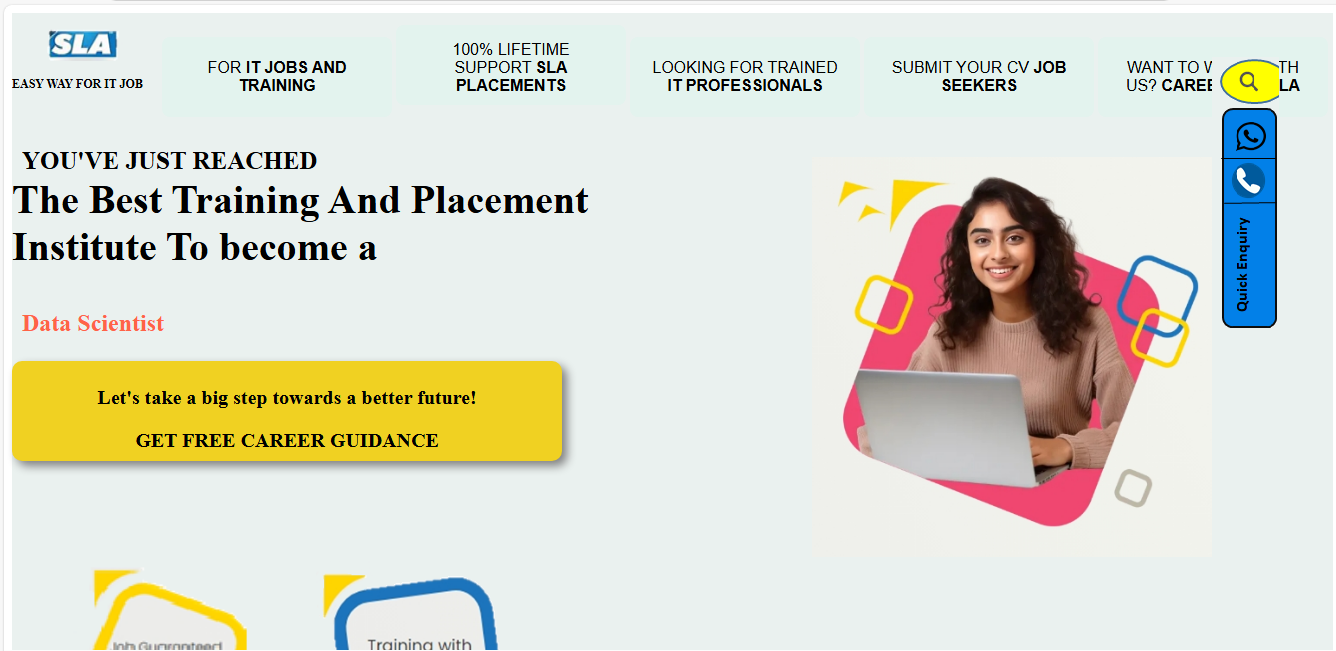 SLA
EASY WAY FOR IT JOB
FOR IT JOBS AND
TRAINING
100% LIFETIME
SUPPORT SLA
PLACEMENTS
LOOKING FOR TRAINED
IT PROFESSIONALS
SUBMIT YOUR CV JOB
SEEKERS
WANT TO W TH
US? CAREE LA
Quick Enquiry
YOU'VE JUST REACHED
The Best Training And Placement
Institute To become a
Data Scientist
Let's take a big step towards a better future!
GET FREE CAREER GUIDANCE
Job Guaranteed
Training with